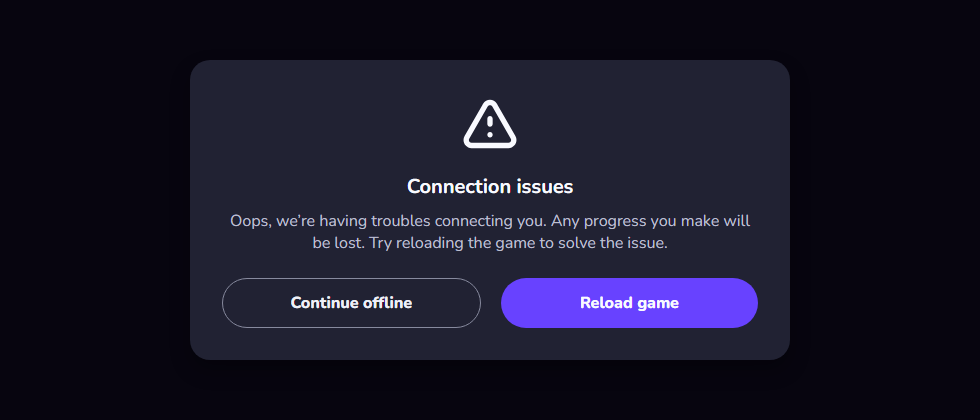 Connection issues
Oops, we're having troubles connecting you. Any progress you make will
be lost. Try reloading the game to solve the issue.
Continue offline
Reload game